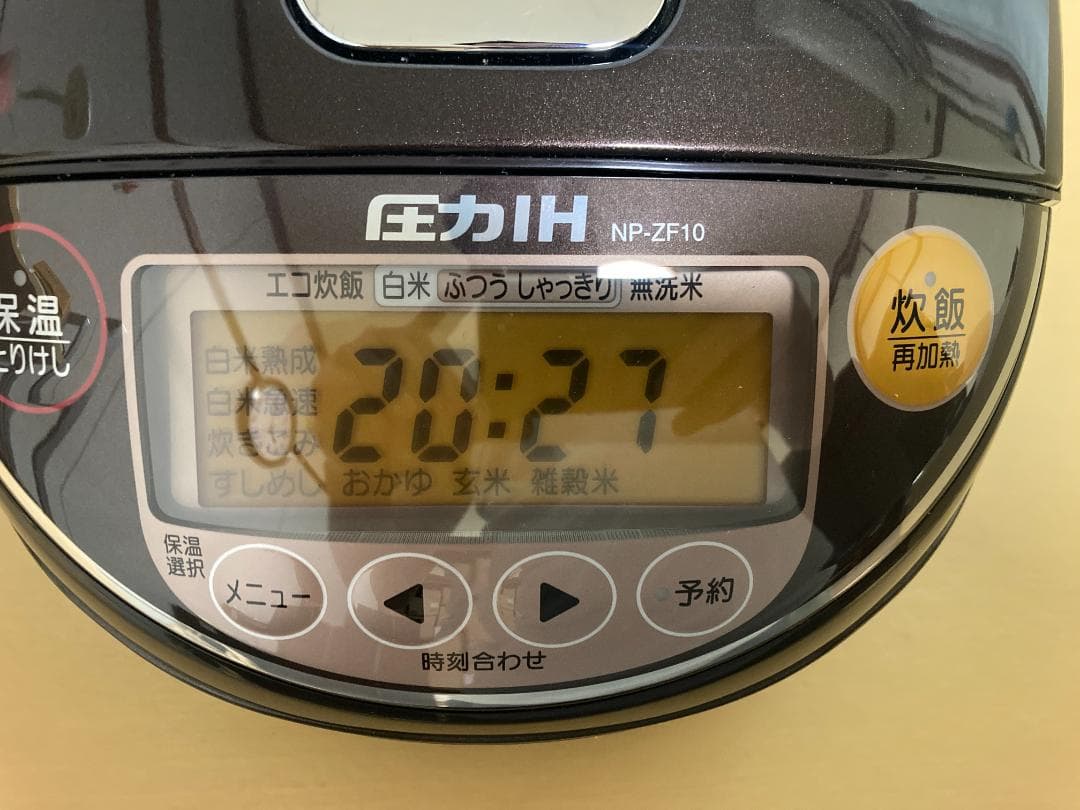 圧力IH NP-ZF10
エコ炊飯 白米 ふつう しゃっきり 無洗米
白米熟成
白米急速
炊きこみ
すしめし おかゆ 玄米 雑穀米
20:27
保温
とりけし
炊飯
再加熱
保温
選択
メニュー
予約
時刻合わせ